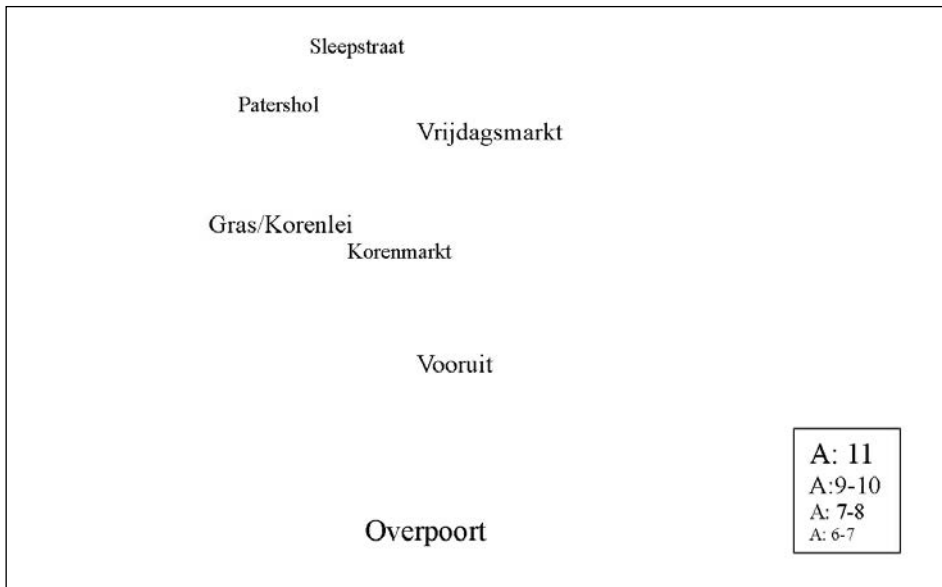 Sleepstraat
Patershol
Vrijdagsmarkt
Gras/Korenlei
Korenmarkt
Vooruit
Overpoort
A: 11
A:9-10
A: 7-8
A: 6-7